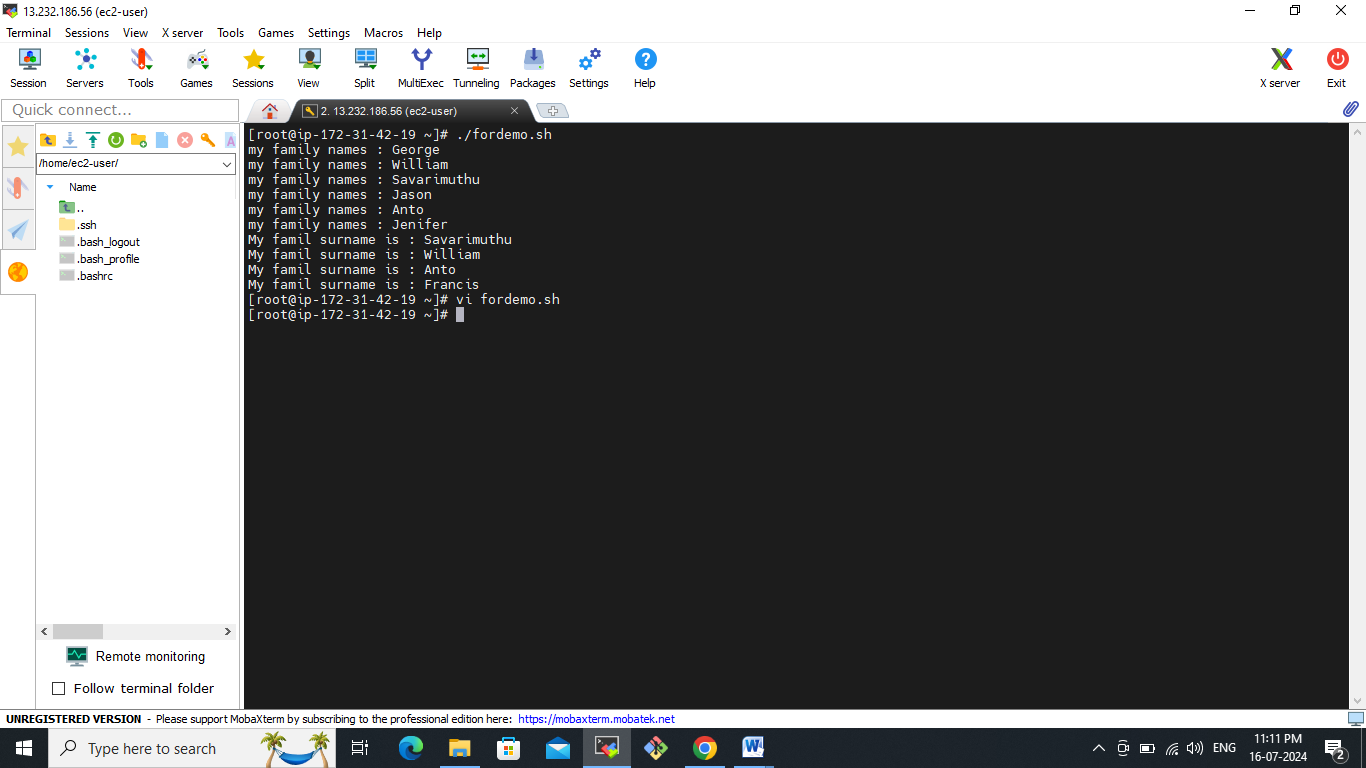 13.232.186.56 (ec2-user)
Terminal Sessions View X server Tools Games Settings Macros Help
Session Servers Tools Games Sessions View Split MultiExec Tunneling Packages Settings Help X server Exit
Quick connect...
2. 13.232.186.56 (ec2-user)
/home/ec2-user/
Name
..
.ssh
.bash_logout
.bash_profile
.bashrc
Remote monitoring
Follow terminal folder
[root@ip-172-31-42-19 ~]# ./fordemo.sh
my family names : George
my family names : William
my family names : Savarimuthu
my family names : Jason
my family names : Anto
my family names : Jenifer
My famil surname is : Savarimuthu
My famil surname is : William
My famil surname is : Anto
My famil surname is : Francis
[root@ip-172-31-42-19 ~]# vi fordemo.sh
[root@ip-172-31-42-19 ~]#
UNREGISTERED VERSION - Please support MobaXterm by subscribing to the professional edition here: https://mobaxterm.mobatek.net
Type here to search
ENG
11:11 PM
16-07-2024
2